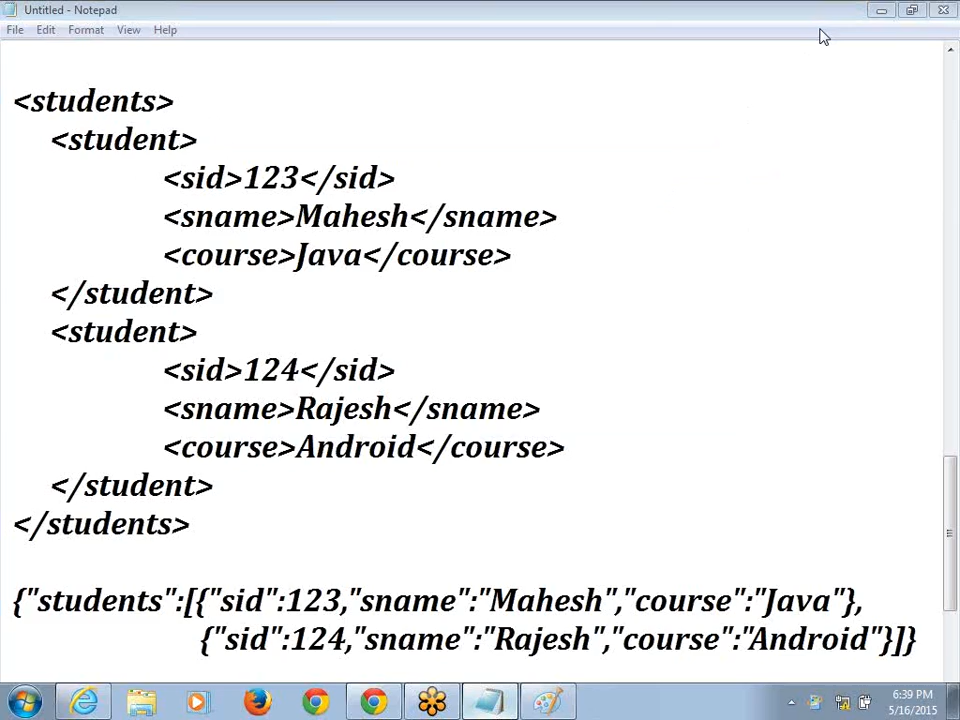 Untitled - Notepad
File Edit Format View Help
<students>
<student>
<sid>123</sid>
<sname>Mahesh</sname>
<course>Java</course>
</student>
<student>
<sid>124</sid>
<sname>Rajesh</sname>
<course>Android</course>
</student>
</students>
{"students":[{"sid":123,"sname":"Mahesh","course":"Java"},
{"sid":124,"sname":"Rajesh","course":"Android"}]}
6:39 PM
5/16/2015